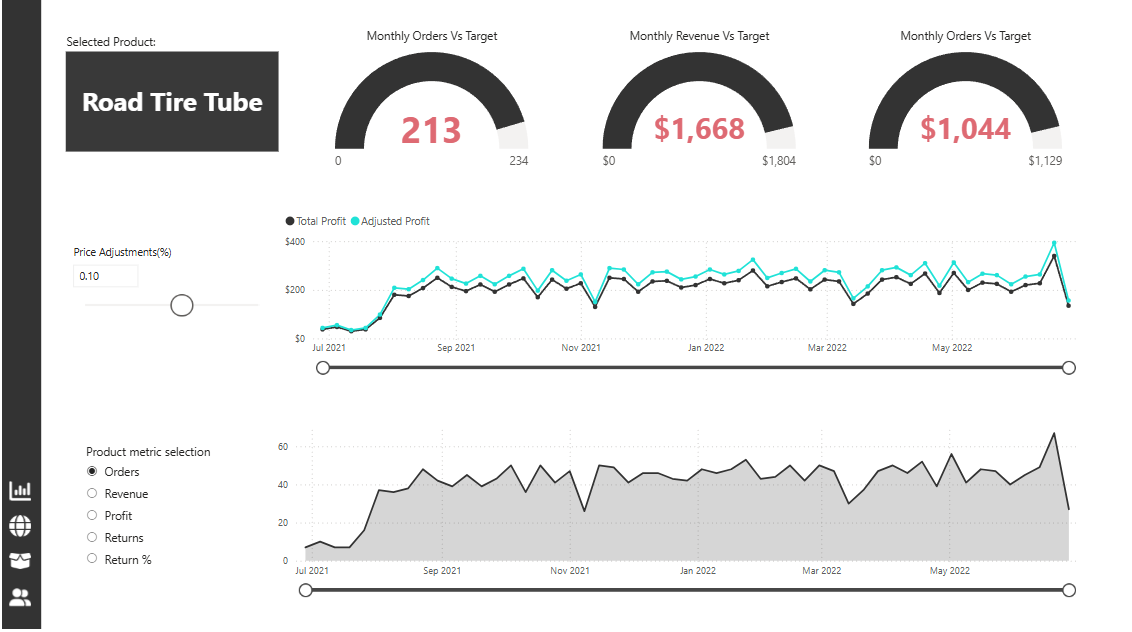 Selected Product:
Road Tire Tube
Monthly Orders Vs Target
213
0
234
Monthly Revenue Vs Target
$1,668
$0
$1,804
Monthly Orders Vs Target
$1,044
$0
$1,129
Price Adjustments(%)
0.10
Total Profit Adjusted Profit
$400
$200
$0
Jul 2021 Sep 2021 Nov 2021 Jan 2022 Mar 2022 May 2022
Product metric selection
Orders
Revenue
Profit
Returns
Return %
60
40
20
0
Jul 2021 Sep 2021 Nov 2021 Jan 2022 Mar 2022 May 2022